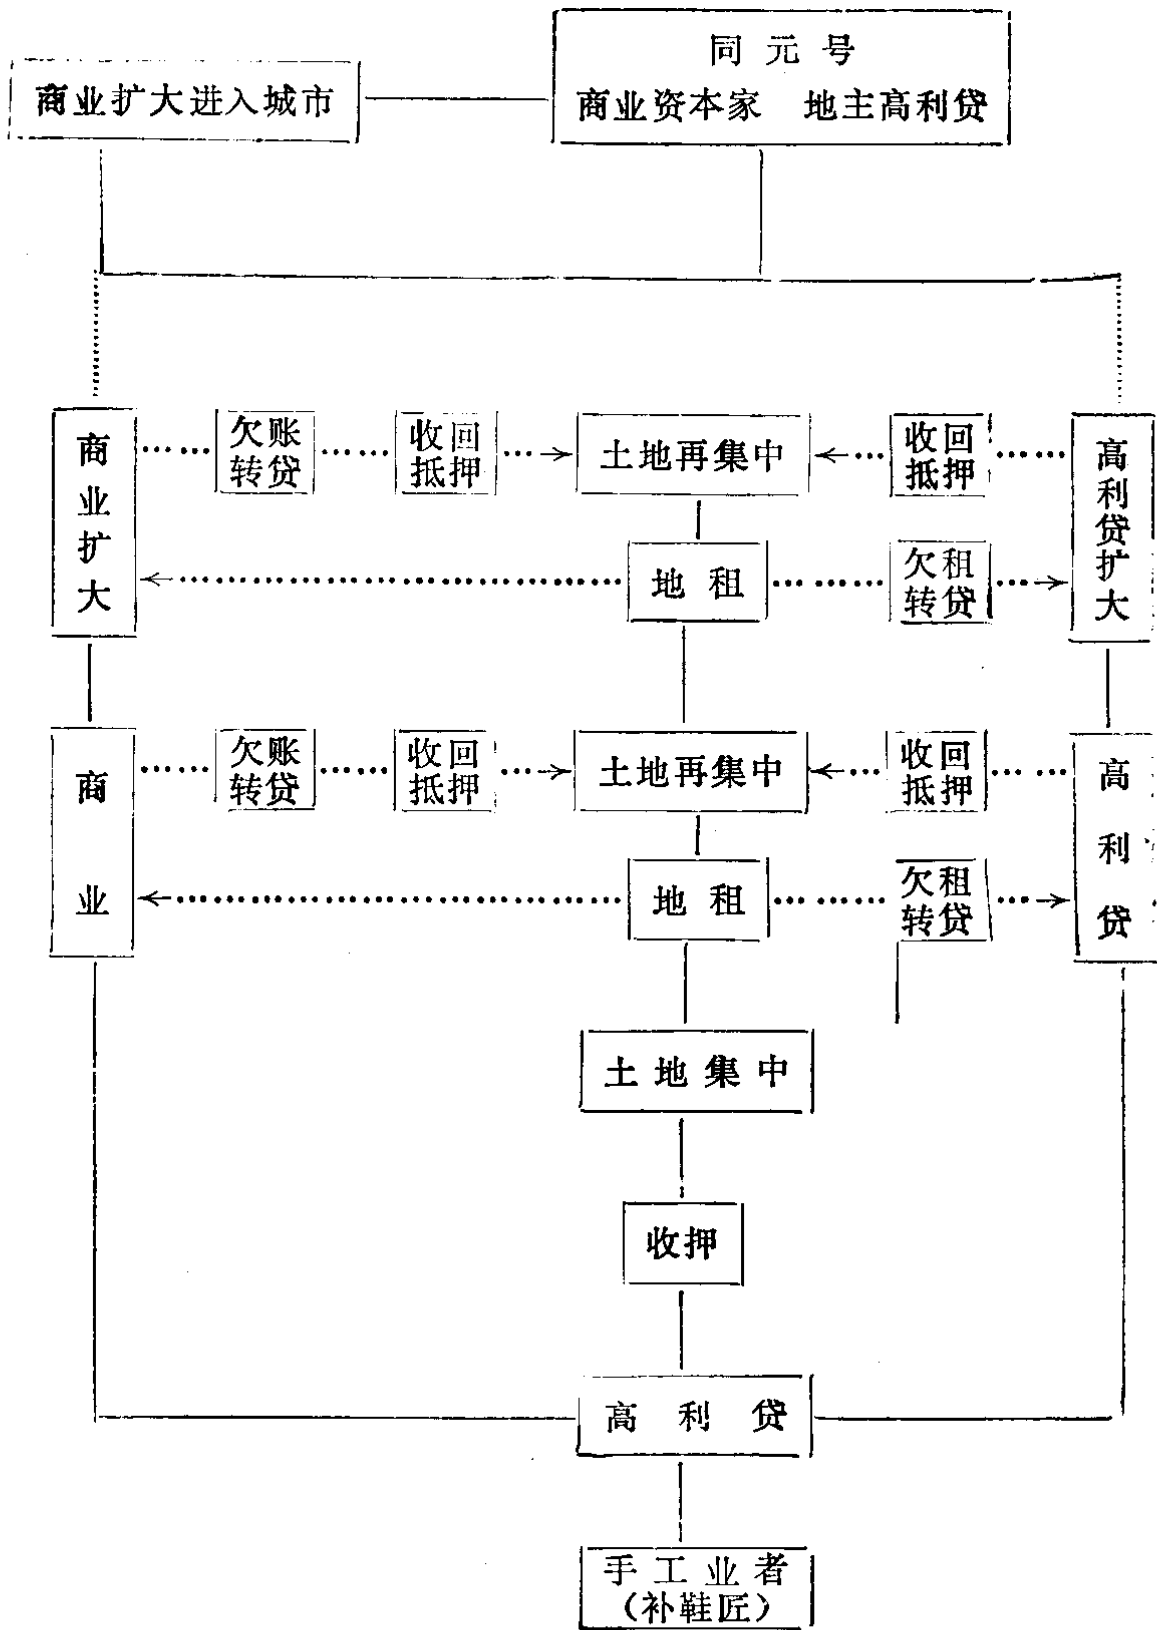 同元号
商业扩大进入城市
商业资本家 地主高利贷
商业扩大
欠账
转贷
收回
抵押
土地再集中
收回
抵押
高利贷扩大
地租
欠租
转贷
商业
欠账
转贷
收回
抵押
土地再集中
收回
抵押
高利贷
地租
欠租
转贷
土地集中
收押
高利贷
手工业者
（补鞋匠）